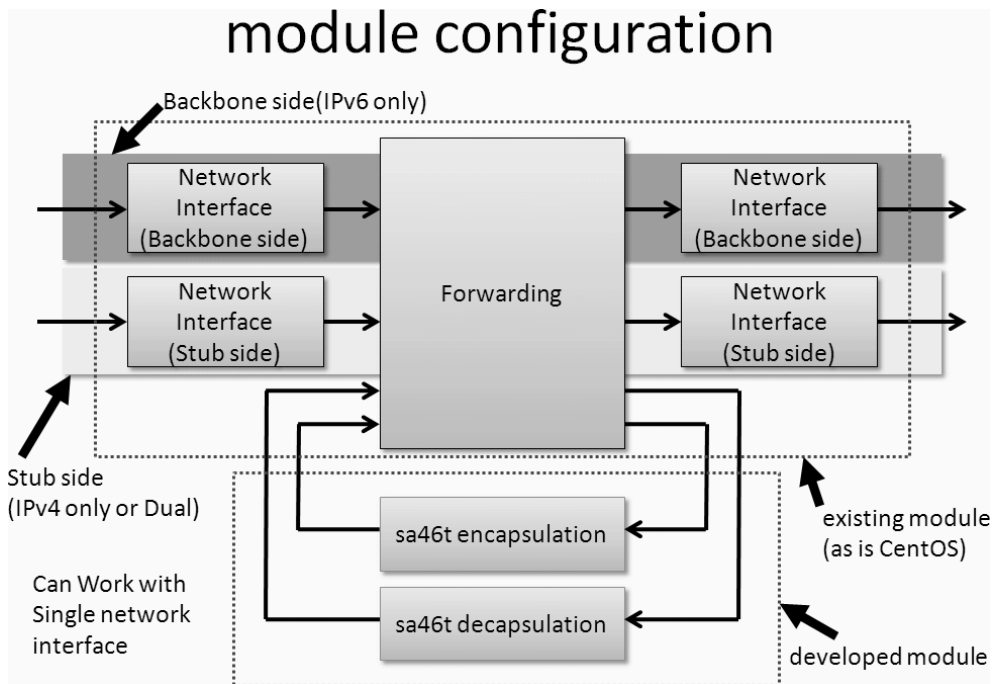 module configuration
Backbone side(IPv6 only)
Network
Interface
(Backbone side)
Network
Interface
(Backbone side)
Forwarding
Network
Interface
(Stub side)
Network
Interface
(Stub side)
Stub side
(IPv4 only or Dual)
existing module
(as is CentOS)
sa46t encapsulation
Can Work with
Single network
interface
sa46t decapsulation
developed module